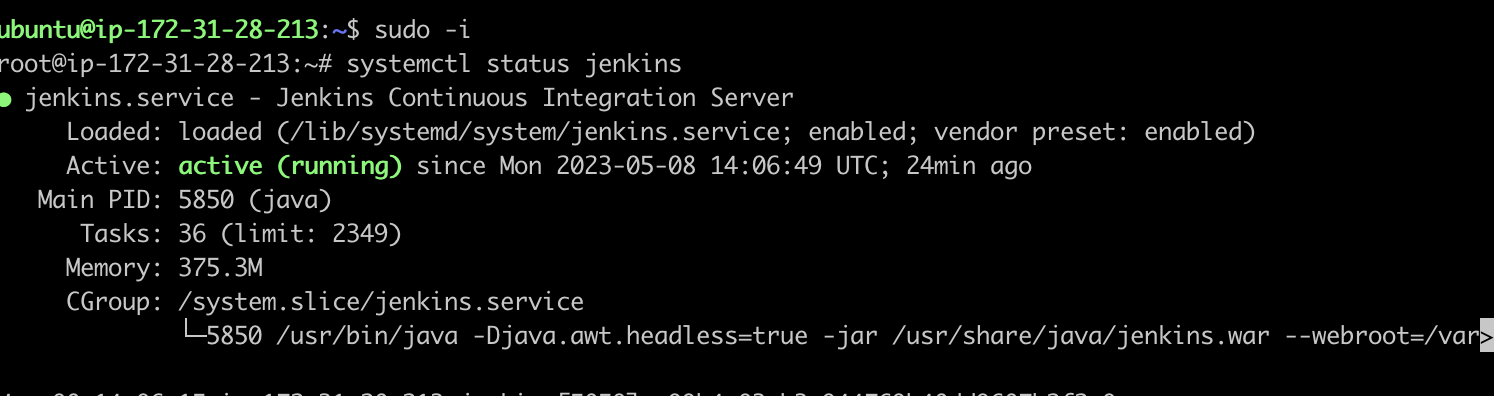 ubuntu@ip-172-31-28-213:~$ sudo -i
root@ip-172-31-28-213:~# systemctl status jenkins
● jenkins.service - Jenkins Continuous Integration Server
Loaded: loaded (/lib/systemd/system/jenkins.service; enabled; vendor preset: enabled)
Active: active (running) since Mon 2023-05-08 14:06:49 UTC; 24min ago
Main PID: 5850 (java)
Tasks: 36 (limit: 2349)
Memory: 375.3M
CGroup: /system.slice/jenkins.service
└─5850 /usr/bin/java -Djava.awt.headless=true -jar /usr/share/java/jenkins.war --webroot=/var>